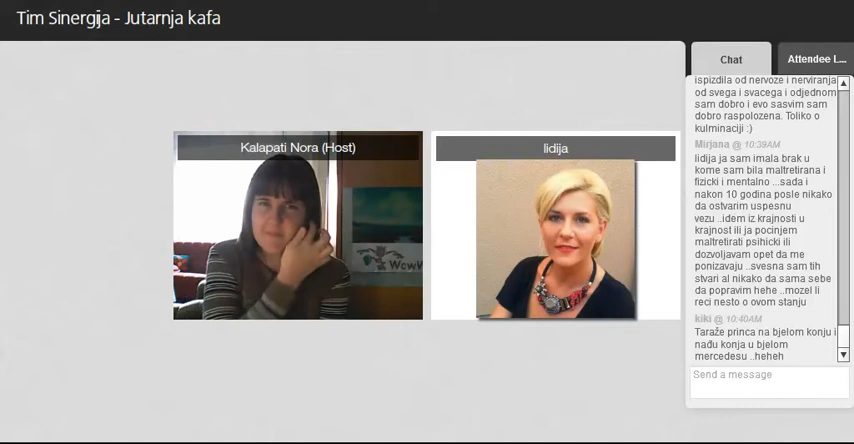 Tim Sinergija - Jutarnja kafa
Kalapati Nora (Host)
lidija
WcwW
Chat
Attendee L...
ispizdila od nervoze i nerviranja
od svega i svacega i odjednom
sam dobro i evo sasvim sam
dobro raspolozena. Toliko o
kulminaciji :)
Mirjana @ 10:39AM
lidija ja sam imala brak u
kome sam bila maltretirana i
fizicki i mentalno ...sada i
nakon 10 godina posle nikako
da ostvarim uspesnu
vezu ..idem iz krajnosti u
krajnost ili ja pocinjem
maltretirati psihicki ili
dozvoljavam opet da me
ponizavaju ..svesna sam tih
stvari al nikako da sama sebe
da popravim hehe ..mozel li
reci nesto o ovom stanju
kiki @ 10:40AM
Taraže princa na bjelom konju i
nađu konja u bjelom
mercedesu ..heheh
Send a message